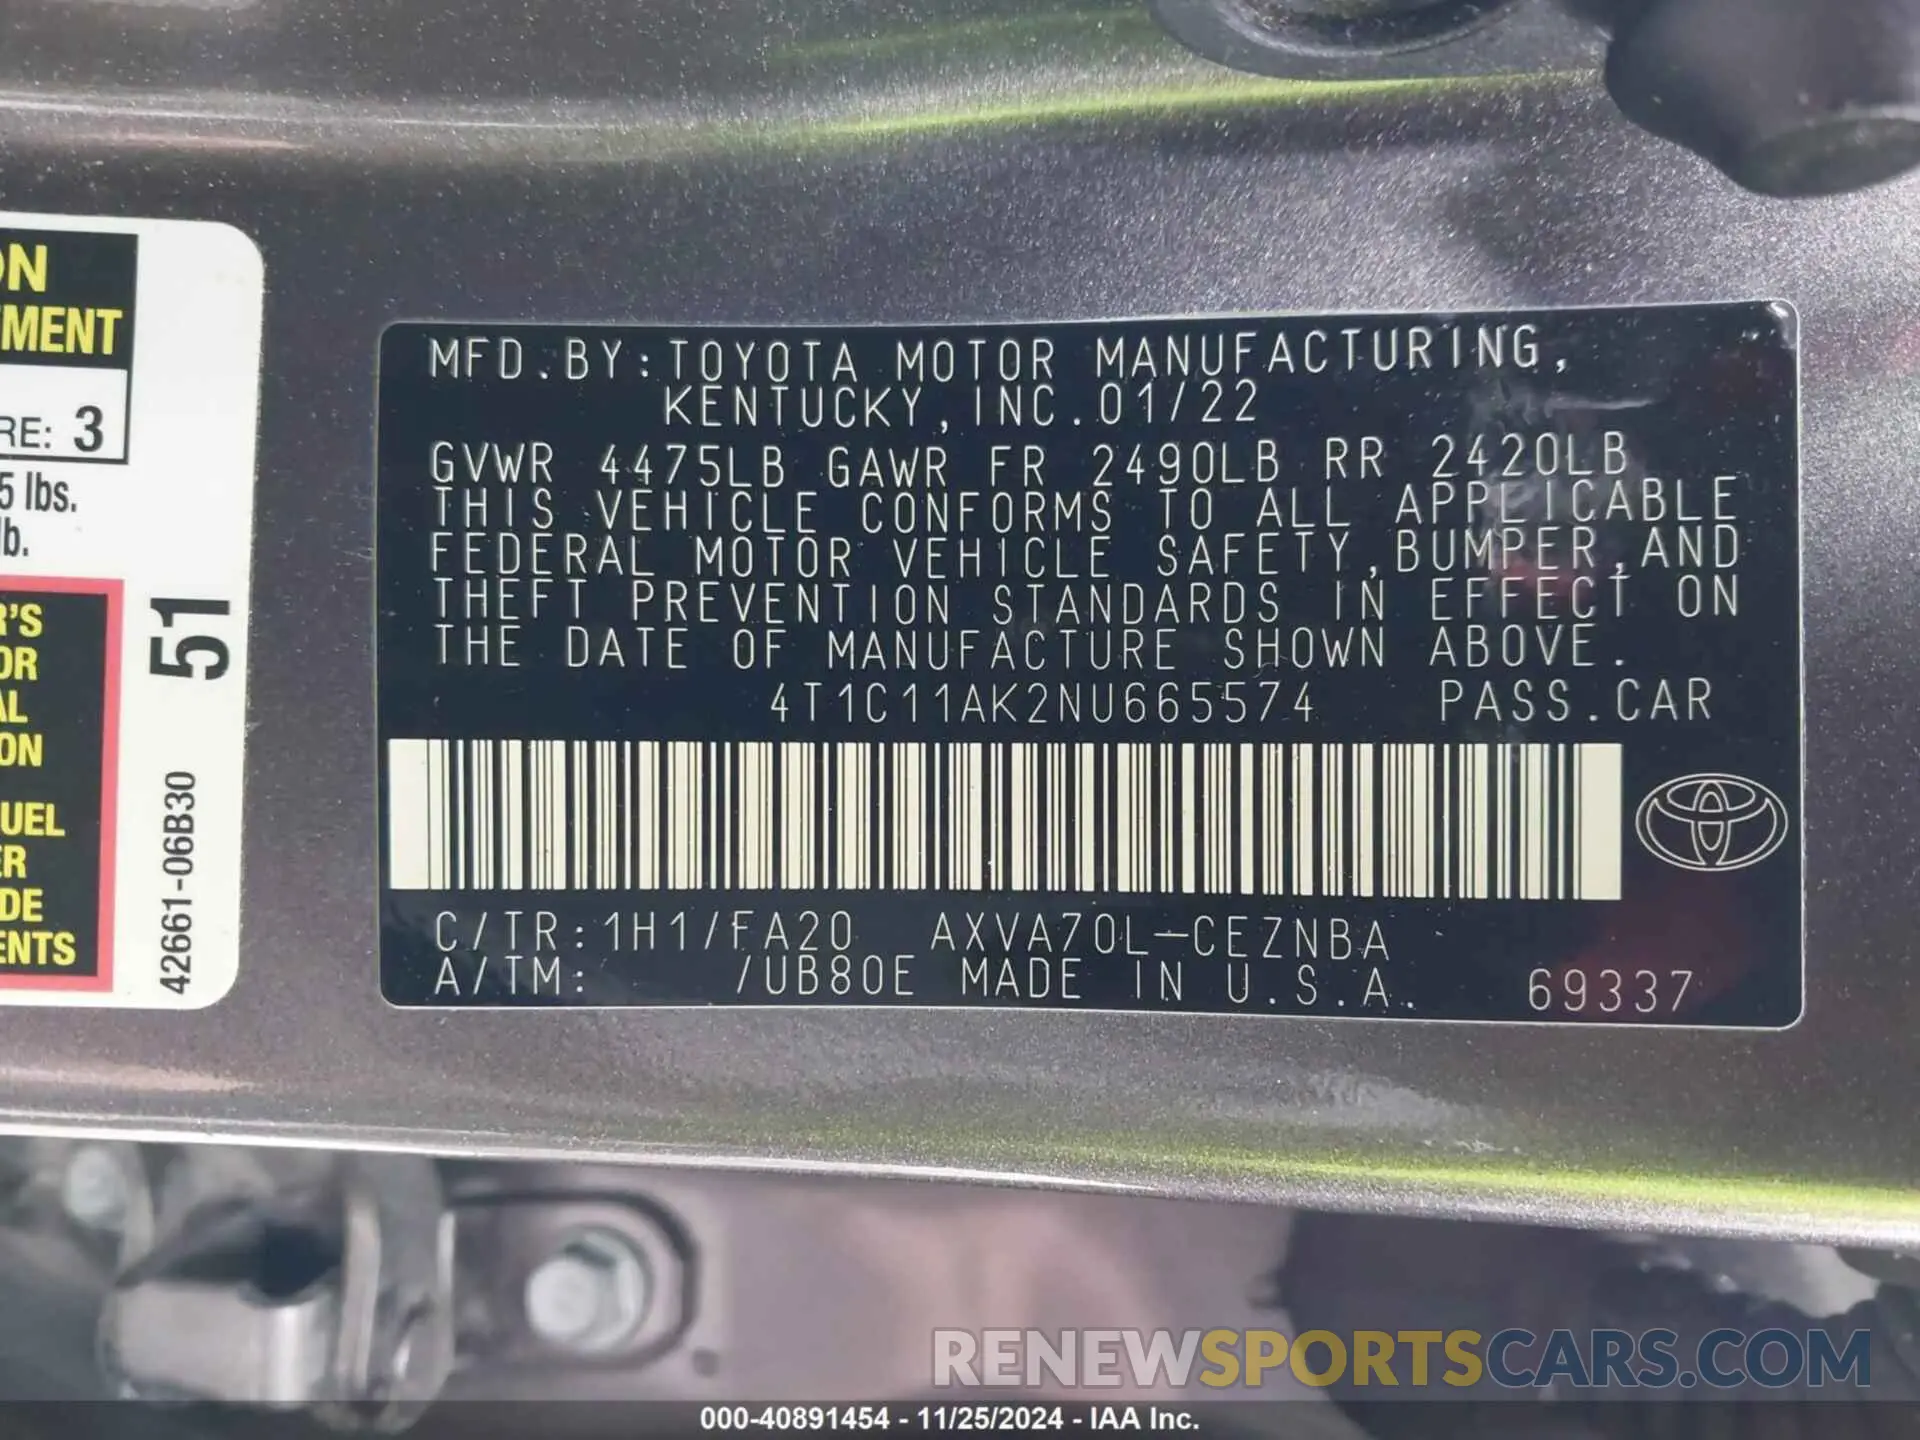 ON
EMENT
RE: 3
5 lbs.
lb.
R'S
OR
AL
ION
UEL
ER
DE
ENTS
51
42661-06B30
MFD.BY:TOYOTA MOTOR MANUFACTURING,
KENTUCKY,INC.01/22
GVWR 4475LB GAWR FR 2490LB RR 2420LB
THIS VEHICLE CONFORMS TO ALL APPLICABLE
FEDERAL MOTOR VEHICLE SAFETY,BUMPER,AND
THEFT PREVENTION STANDARDS IN EFFECT ON
THE DATE OF MANUFACTURE SHOWN ABOVE.
4T1C11AK2NU665574 PASS.CAR
C/TR:1H1/FA20 AXVA70L-CEZNBA
A/TM: /UB80E MADE IN U.S.A. 69337
RENEWSPORTSCARS.COM
000-40891454 - 11/25/2024 - IAA Inc.